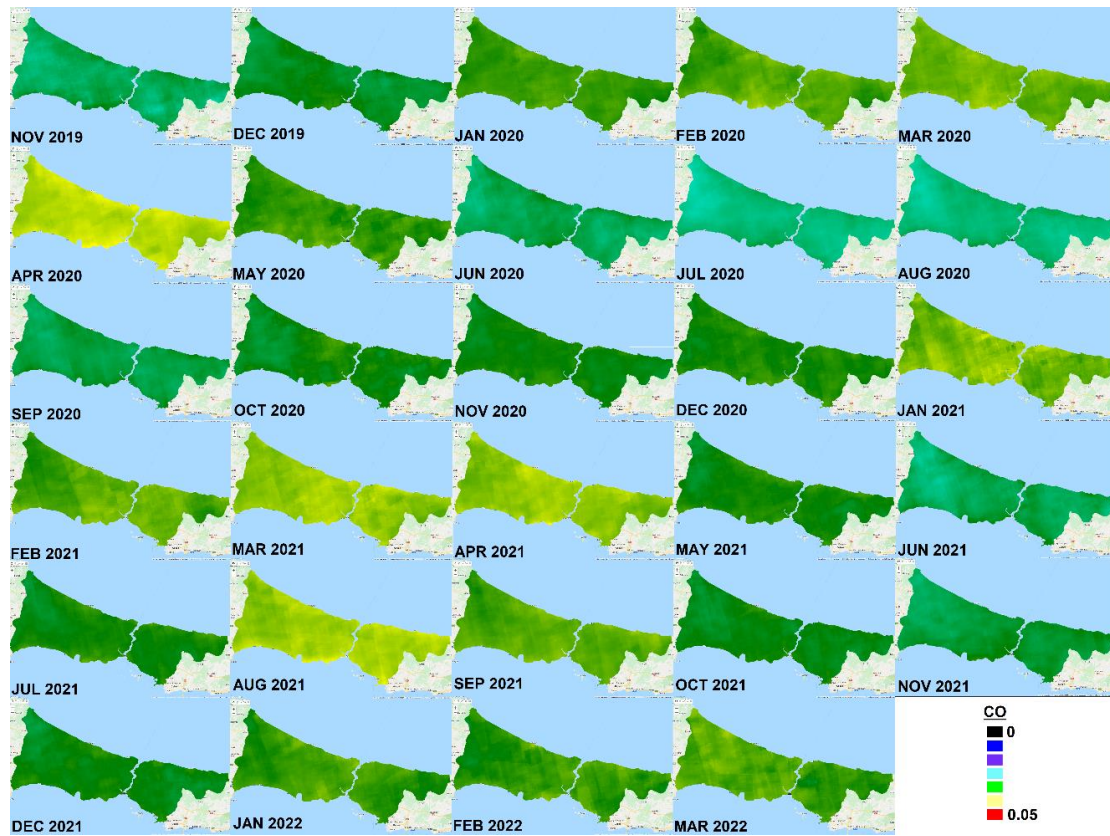 NOV 2019
DEC 2019
JAN 2020
FEB 2020
MAR 2020
APR 2020
MAY 2020
JUN 2020
JUL 2020
AUG 2020
SEP 2020
OCT 2020
NOV 2020
DEC 2020
JAN 2021
FEB 2021
MAR 2021
APR 2021
MAY 2021
JUN 2021
JUL 2021
AUG 2021
SEP 2021
OCT 2021
NOV 2021
DEC 2021
JAN 2022
FEB 2022
MAR 2022
CO
0
0.05